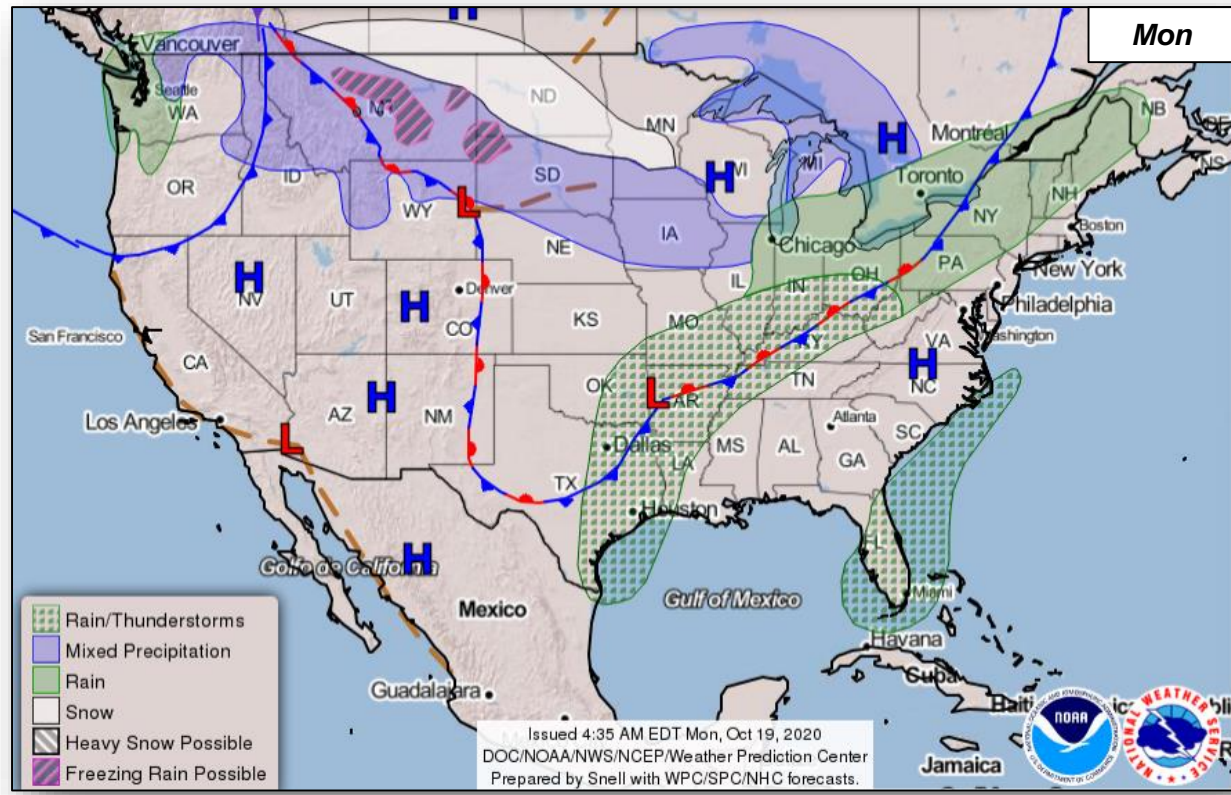 Mon
Vancouver
Seattle
WA
MT
ND
MN
Montréal
NB
NS
OR
ID
SD
WI
MI
Toronto
NH
WY
NY
Boston
IA
Chicago
NE
PA
New York
NV
UT
Denver
IL
IN
OH
Philadelphia
San Francisco
CO
KS
MO
KY
VA
Washington
CA
OK
AR
TN
NC
Los Angeles
AZ
NM
Atlanta
SC
Dallas
MS
AL
GA
TX
LA
Houston
FL
Golfo de California
Mexico
Gulf of Mexico
Miami
Havana
Cuba
Guadalajara
Jamaica
H
H
H
H
H
H
H
H
L
L
L
Rain/Thunderstorms
Mixed Precipitation
Rain
Snow
Heavy Snow Possible
Freezing Rain Possible
Issued 4:35 AM EDT Mon, Oct 19, 2020
DOC/NOAA/NWS/NCEP/Weather Prediction Center
Prepared by Snell with WPC/SPC/NHC forecasts.
NOAA
NATIONAL WEATHER SERVICE